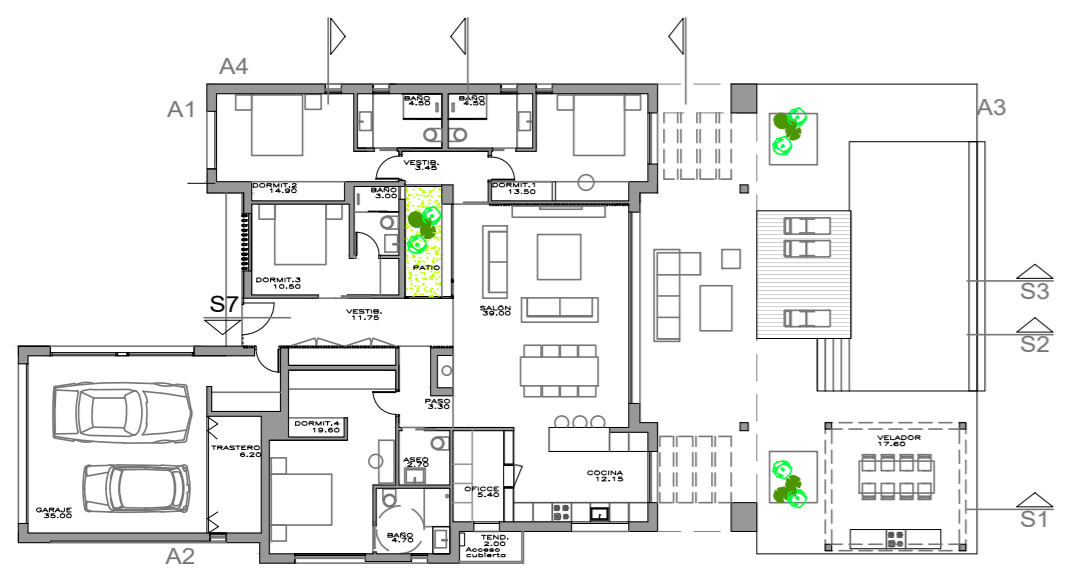 A4
A1
A3
BAÑO
4.50
BAÑO
4.50
VESTIB.
3.45
DORMIT.2
14.90
BAÑO
3.00
DORMIT.1
13.50
PATIO
DORMIT.3
10.50
S7
VESTIB.
11.75
SALÓN
39.00
S3
S2
PASO
3.30
DORMIT.4
19.60
TRASTERO
6.20
ASEO
2.70
VELADOR
17.60
COCINA
12.15
OFICCE
5.40
GARAJE
35.00
S1
BAÑO
4.70
TEND.
2.00
Acceso
cubierta
A2